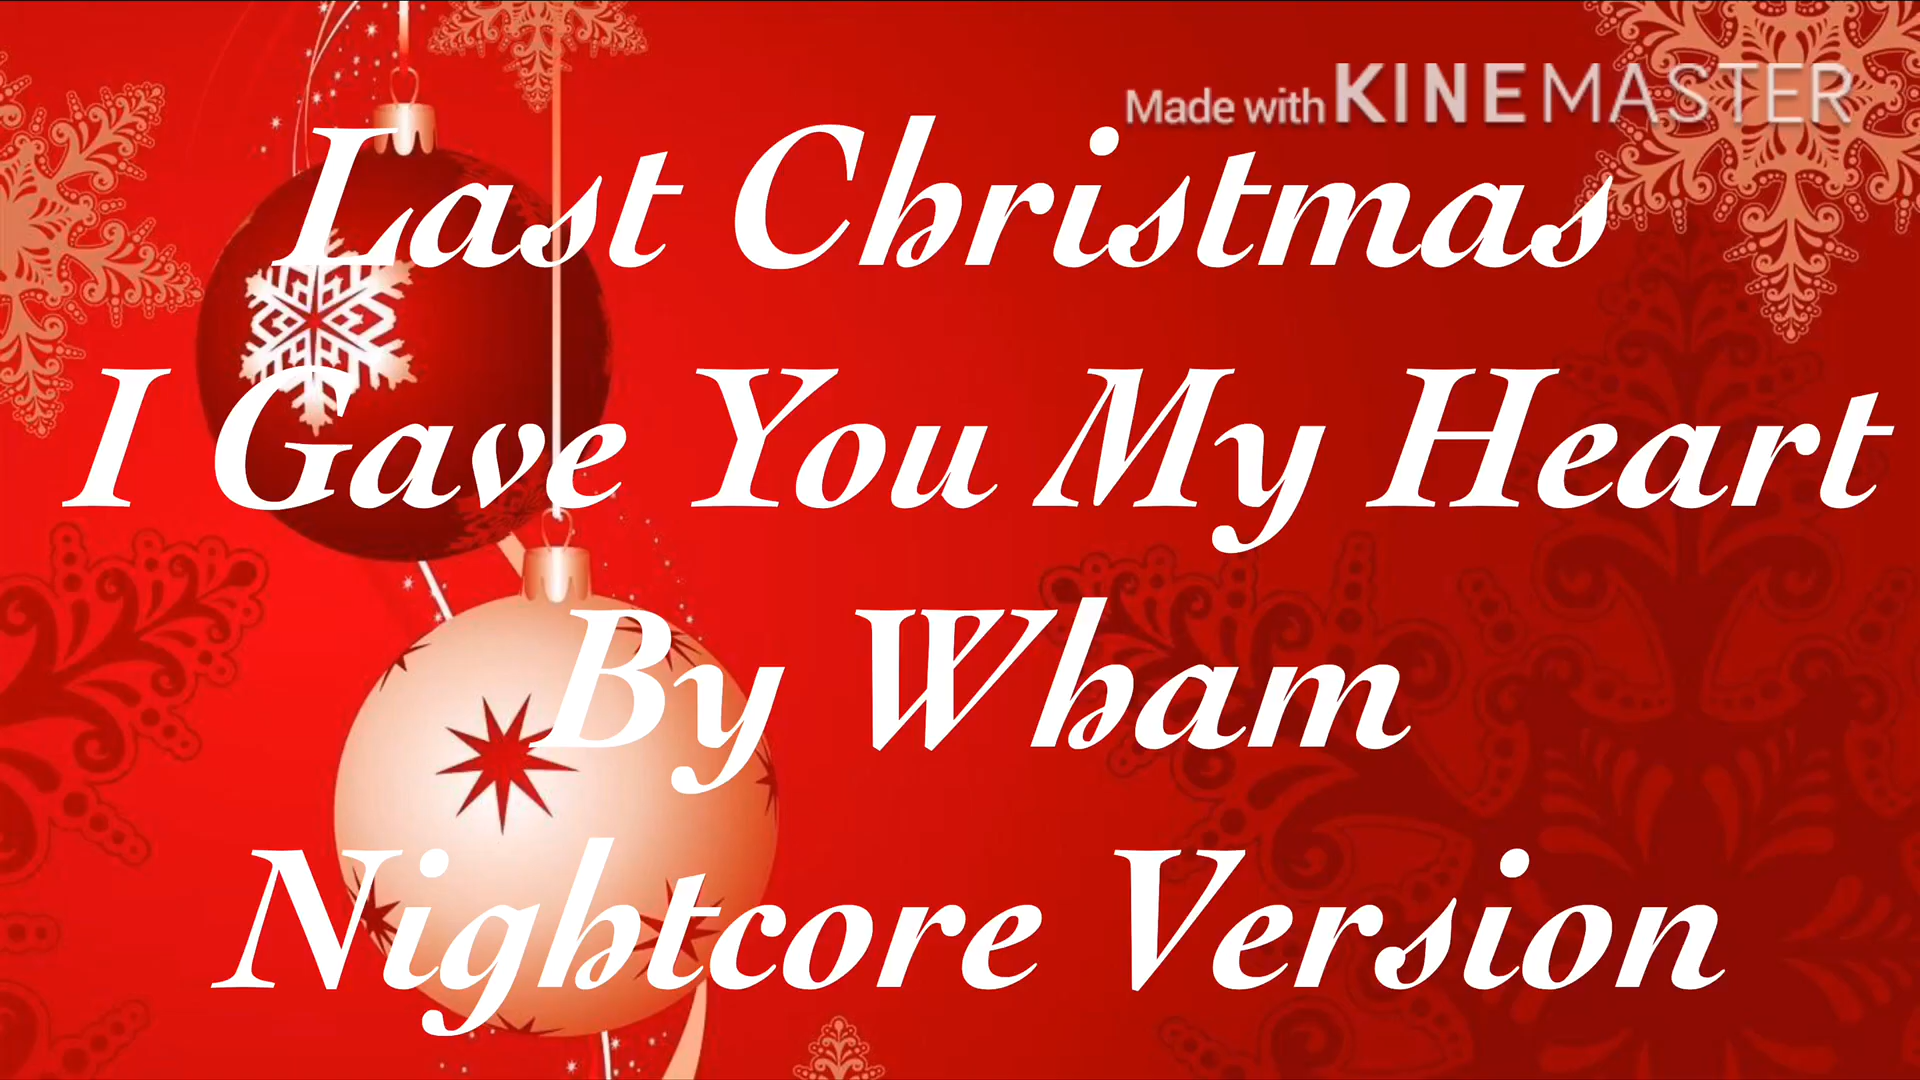 Made with KINEMASTER
Last Christmas
I Gave You My Heart
By Wham
Nightcore Version